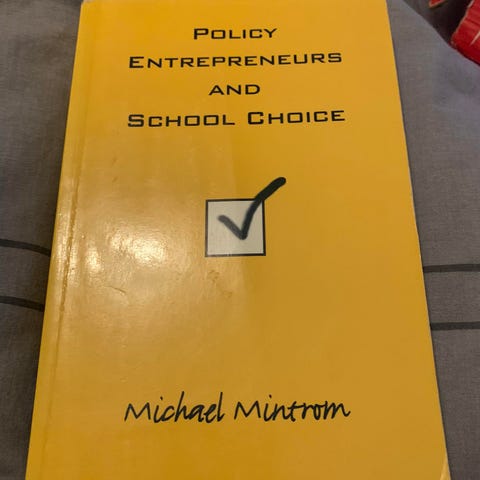 Policy
Entrepreneurs
and
School Choice
Michael Mintrom